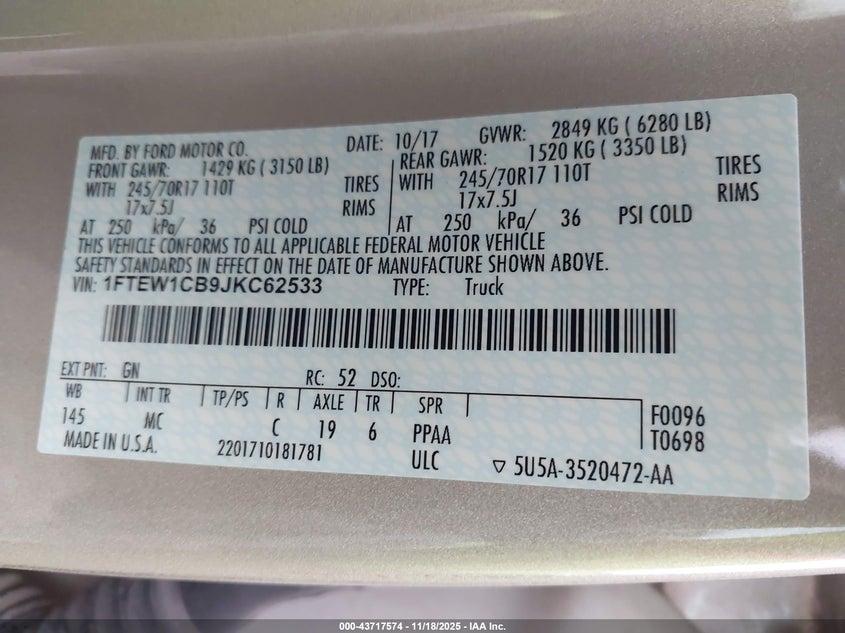 MFD. BY FORD MOTOR CO. DATE: 10/17 GVWR: 2849 KG ( 6280 LB)
FRONT GAWR: 1429 KG ( 3150 LB) REAR GAWR: 1520 KG ( 3350 LB)
WITH 245/70R17 110T TIRES WITH 245/70R17 110T TIRES
17x7.5J RIMS 17x7.5J RIMS
AT 250 kPa/ 36 PSI COLD AT 250 kPa/ 36 PSI COLD
THIS VEHICLE CONFORMS TO ALL APPLICABLE FEDERAL MOTOR VEHICLE
SAFETY STANDARDS IN EFFECT ON THE DATE OF MANUFACTURE SHOWN ABOVE.
VIN: 1FTEW1CB9JKC62533 TYPE: Truck
EXT PNT: GN RC: 52 DSO:
WB INT TR TP/PS R AXLE TR SPR F0096
145 MC C 19 6 PPAA T0698
MADE IN U.S.A. 2201710181781 ULC ▽ 5U5A-3520472-AA
000-43717574 - 11/18/2025 - IAA Inc.